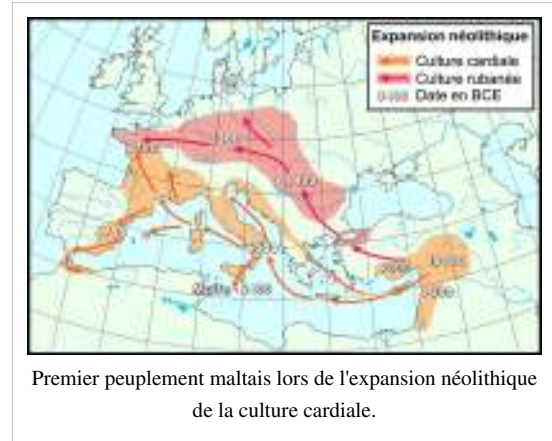 Expansion néolithique
Culture cardiale
Culture rubanée
Date en BCE
Malte
Premier peuplement maltais lors de l'expansion néolithique
de la culture cardiale.